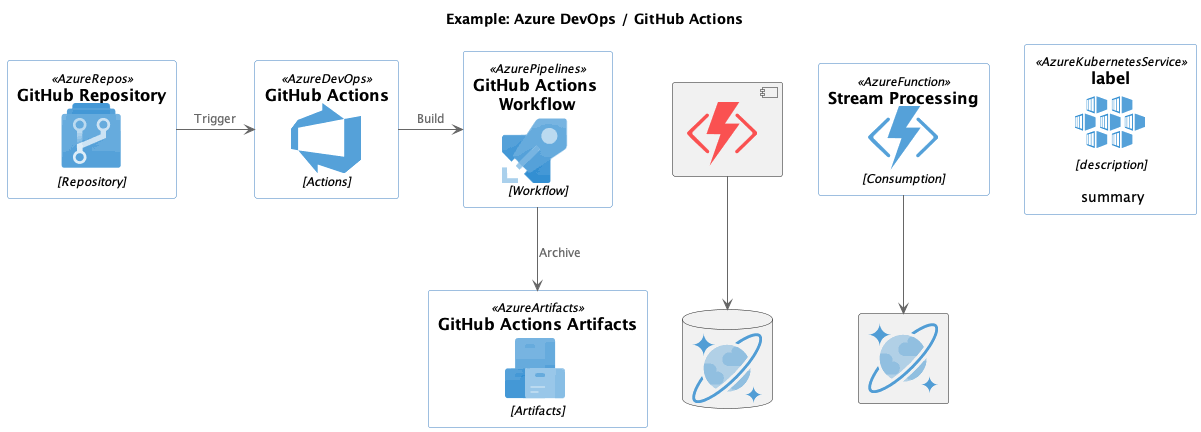 Example: Azure DevOps / GitHub Actions
«AzureRepos»
GitHub Repository
[Repository]
Trigger
«AzureDevOps»
GitHub Actions
[Actions]
Build
«AzurePipelines»
GitHub Actions
Workflow
[Workflow]
Archive
«AzureArtifacts»
GitHub Actions Artifacts
[Artifacts]
«AzureFunction»
Stream Processing
[Consumption]
«AzureKubernetesService»
label
[description]
summary